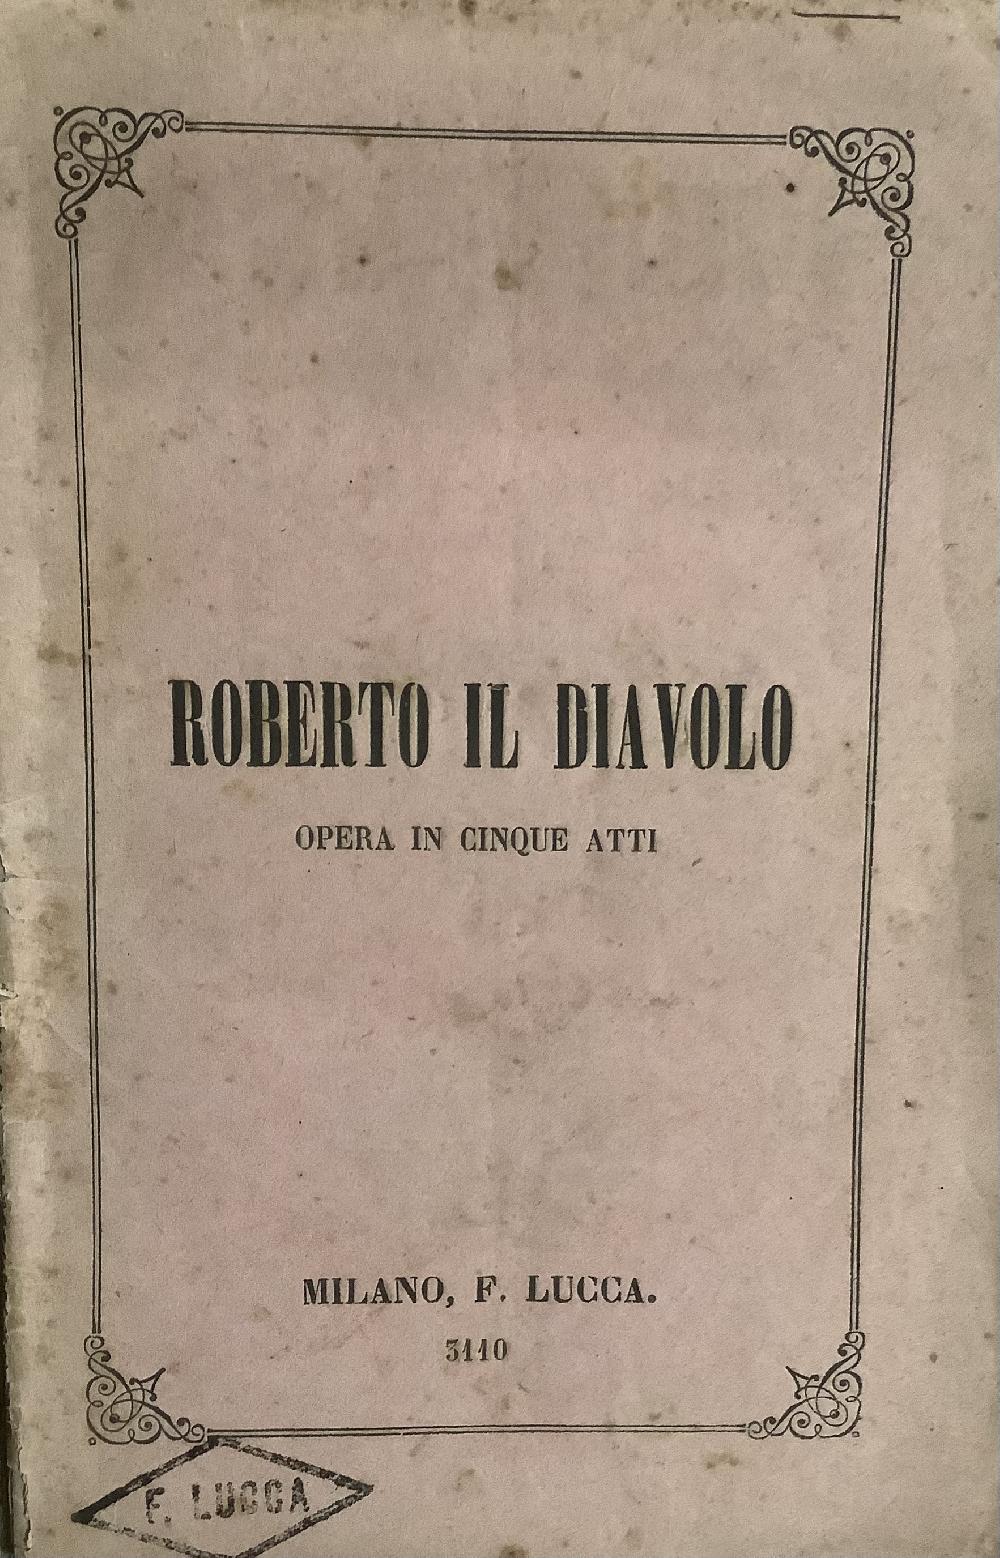 ROBERTO IL DIAVOLO
OPERA IN CINQUE ATTI
MILANO, F. LUCCA.
3110
F. LUCCA